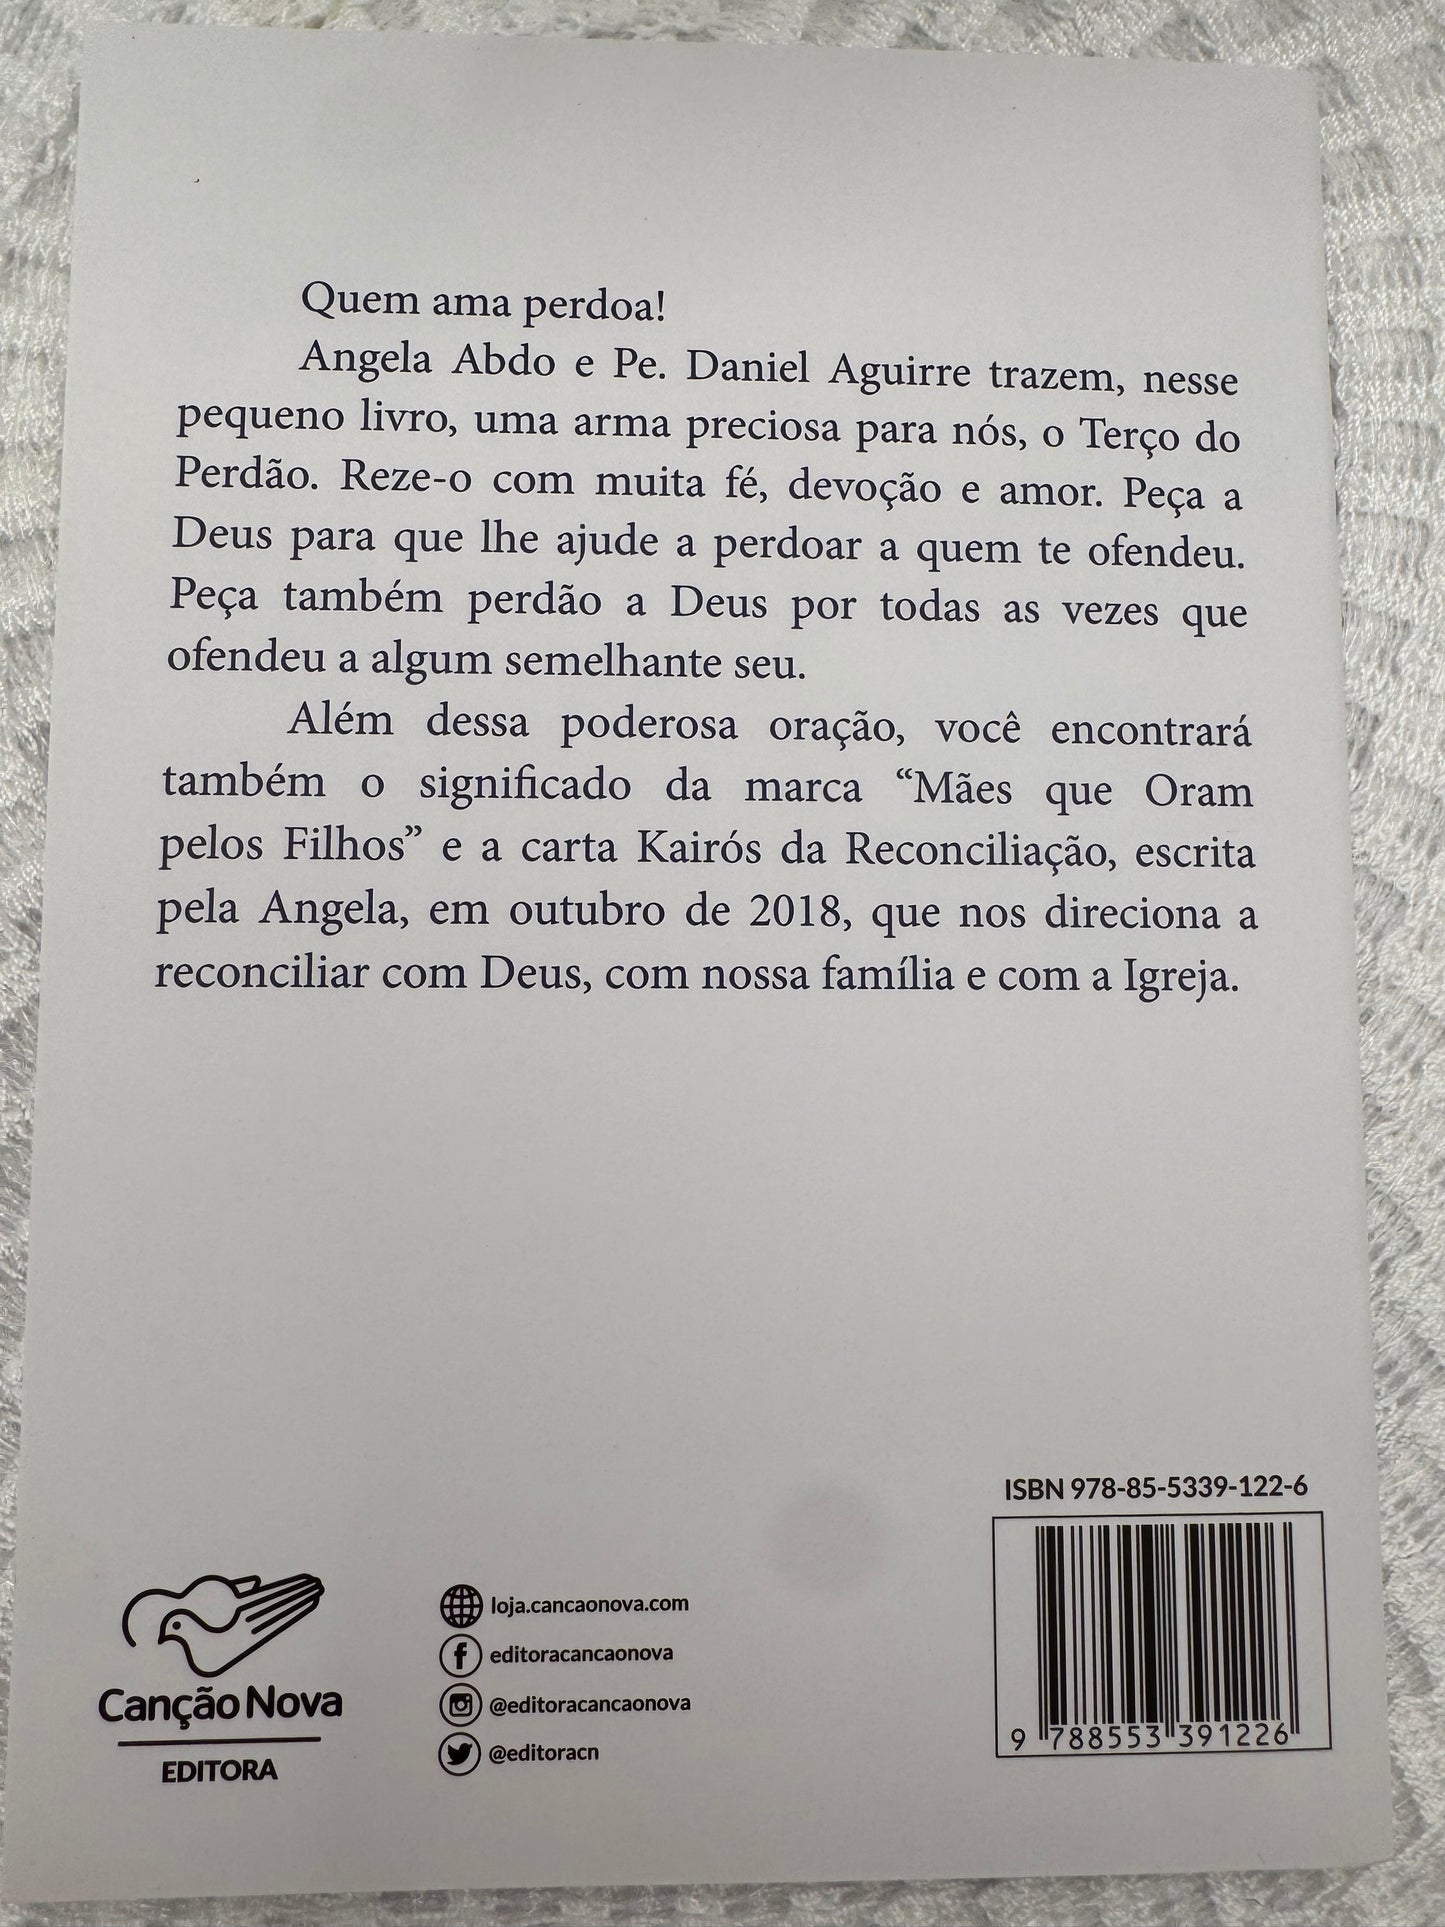 Quem ama perdoa!
Angela Abdo e Pe. Daniel Aguirre trazem, nesse
pequeno livro, uma arma preciosa para nós, o Terço do
Perdão. Reze-o com muita fé, devoção e amor. Peça a
Deus para que lhe ajude a perdoar a quem te ofendeu.
Peça também perdão a Deus por todas as vezes que
ofendeu a algum semelhante seu.
Além dessa poderosa oração, você encontrará
também o significado da marca “Mães que Oram
pelos Filhos” e a carta Kairós da Reconciliação, escrita
pela Angela, em outubro de 2018, que nos direciona a
reconciliar com Deus, com nossa família e com a Igreja.
Canção Nova
EDITORA
loja.cancaonova.com
editoracancaonova
@editoracancaonova
@editoracn
ISBN 978-85-5339-122-6
9 788553 391226